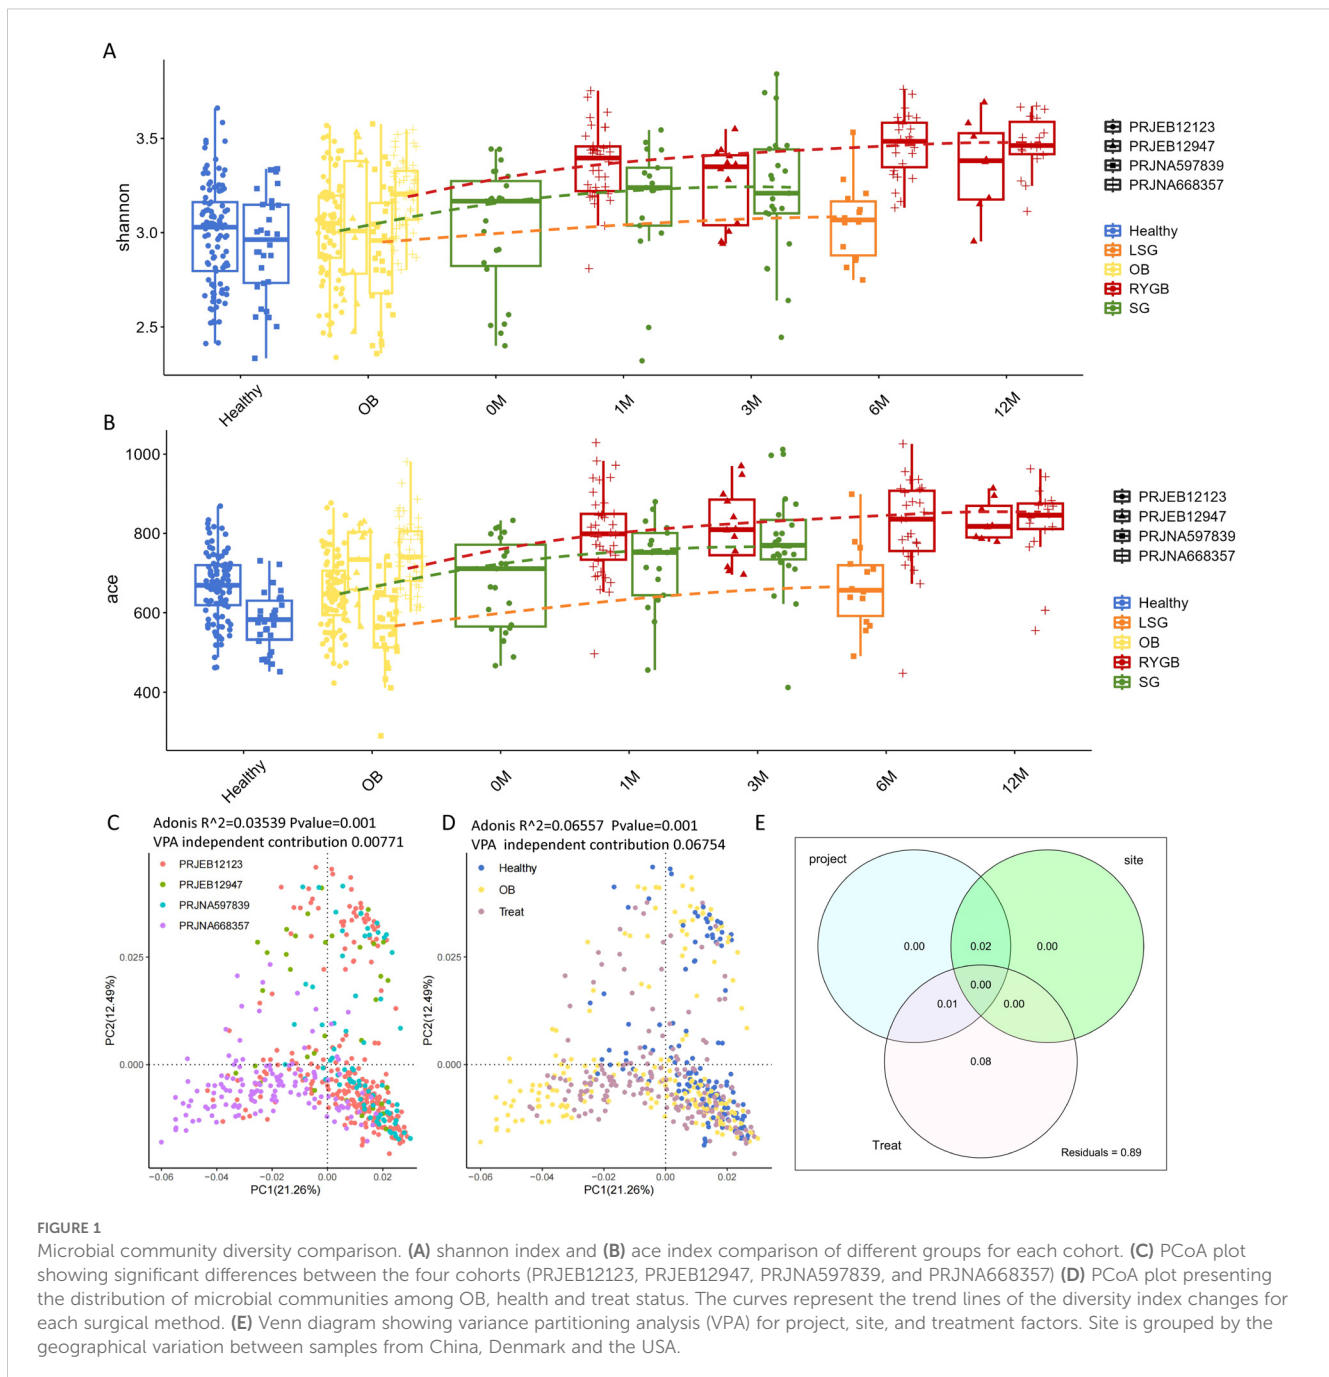 A
shannon
3.5
3.0
2.5
Healthy
OB
0M
1M
3M
6M
12M
PRJEB12123
PRJEB12947
PRJNA597839
PRJNA668357
Healthy
LSG
OB
RYGB
SG
B
ace
1000
800
600
400
Healthy
OB
0M
1M
3M
6M
12M
PRJEB12123
PRJEB12947
PRJNA597839
PRJNA668357
Healthy
LSG
OB
RYGB
SG
C
Adonis R^2=0.03539 Pvalue=0.001
VPA independent contribution 0.00771
PRJEB12123
PRJEB12947
PRJNA597839
PRJNA668357
PC2(12.49%)
0.025
0.000
−0.06
−0.04
−0.02
0.00
0.02
PC1(21.26%)
D
Adonis R^2=0.06557 Pvalue=0.001
VPA independent contribution 0.06754
Healthy
OB
Treat
PC2(12.49%)
0.025
0.000
−0.06
−0.04
−0.02
0.00
0.02
PC1(21.26%)
E
project
site
0.00
0.02
0.00
0.00
0.01
0.00
0.08
Treat
Residuals = 0.89
FIGURE 1
Microbial community diversity comparison. (A) shannon index and (B) ace index comparison of different groups for each cohort. (C) PCoA plot
showing significant differences between the four cohorts (PRJEB12123, PRJEB12947, PRJNA597839, and PRJNA668357) (D) PCoA plot presenting
the distribution of microbial communities among OB, health and treat status. The curves represent the trend lines of the diversity index changes for
each surgical method. (E) Venn diagram showing variance partitioning analysis (VPA) for project, site, and treatment factors. Site is grouped by the
geographical variation between samples from China, Denmark and the USA.